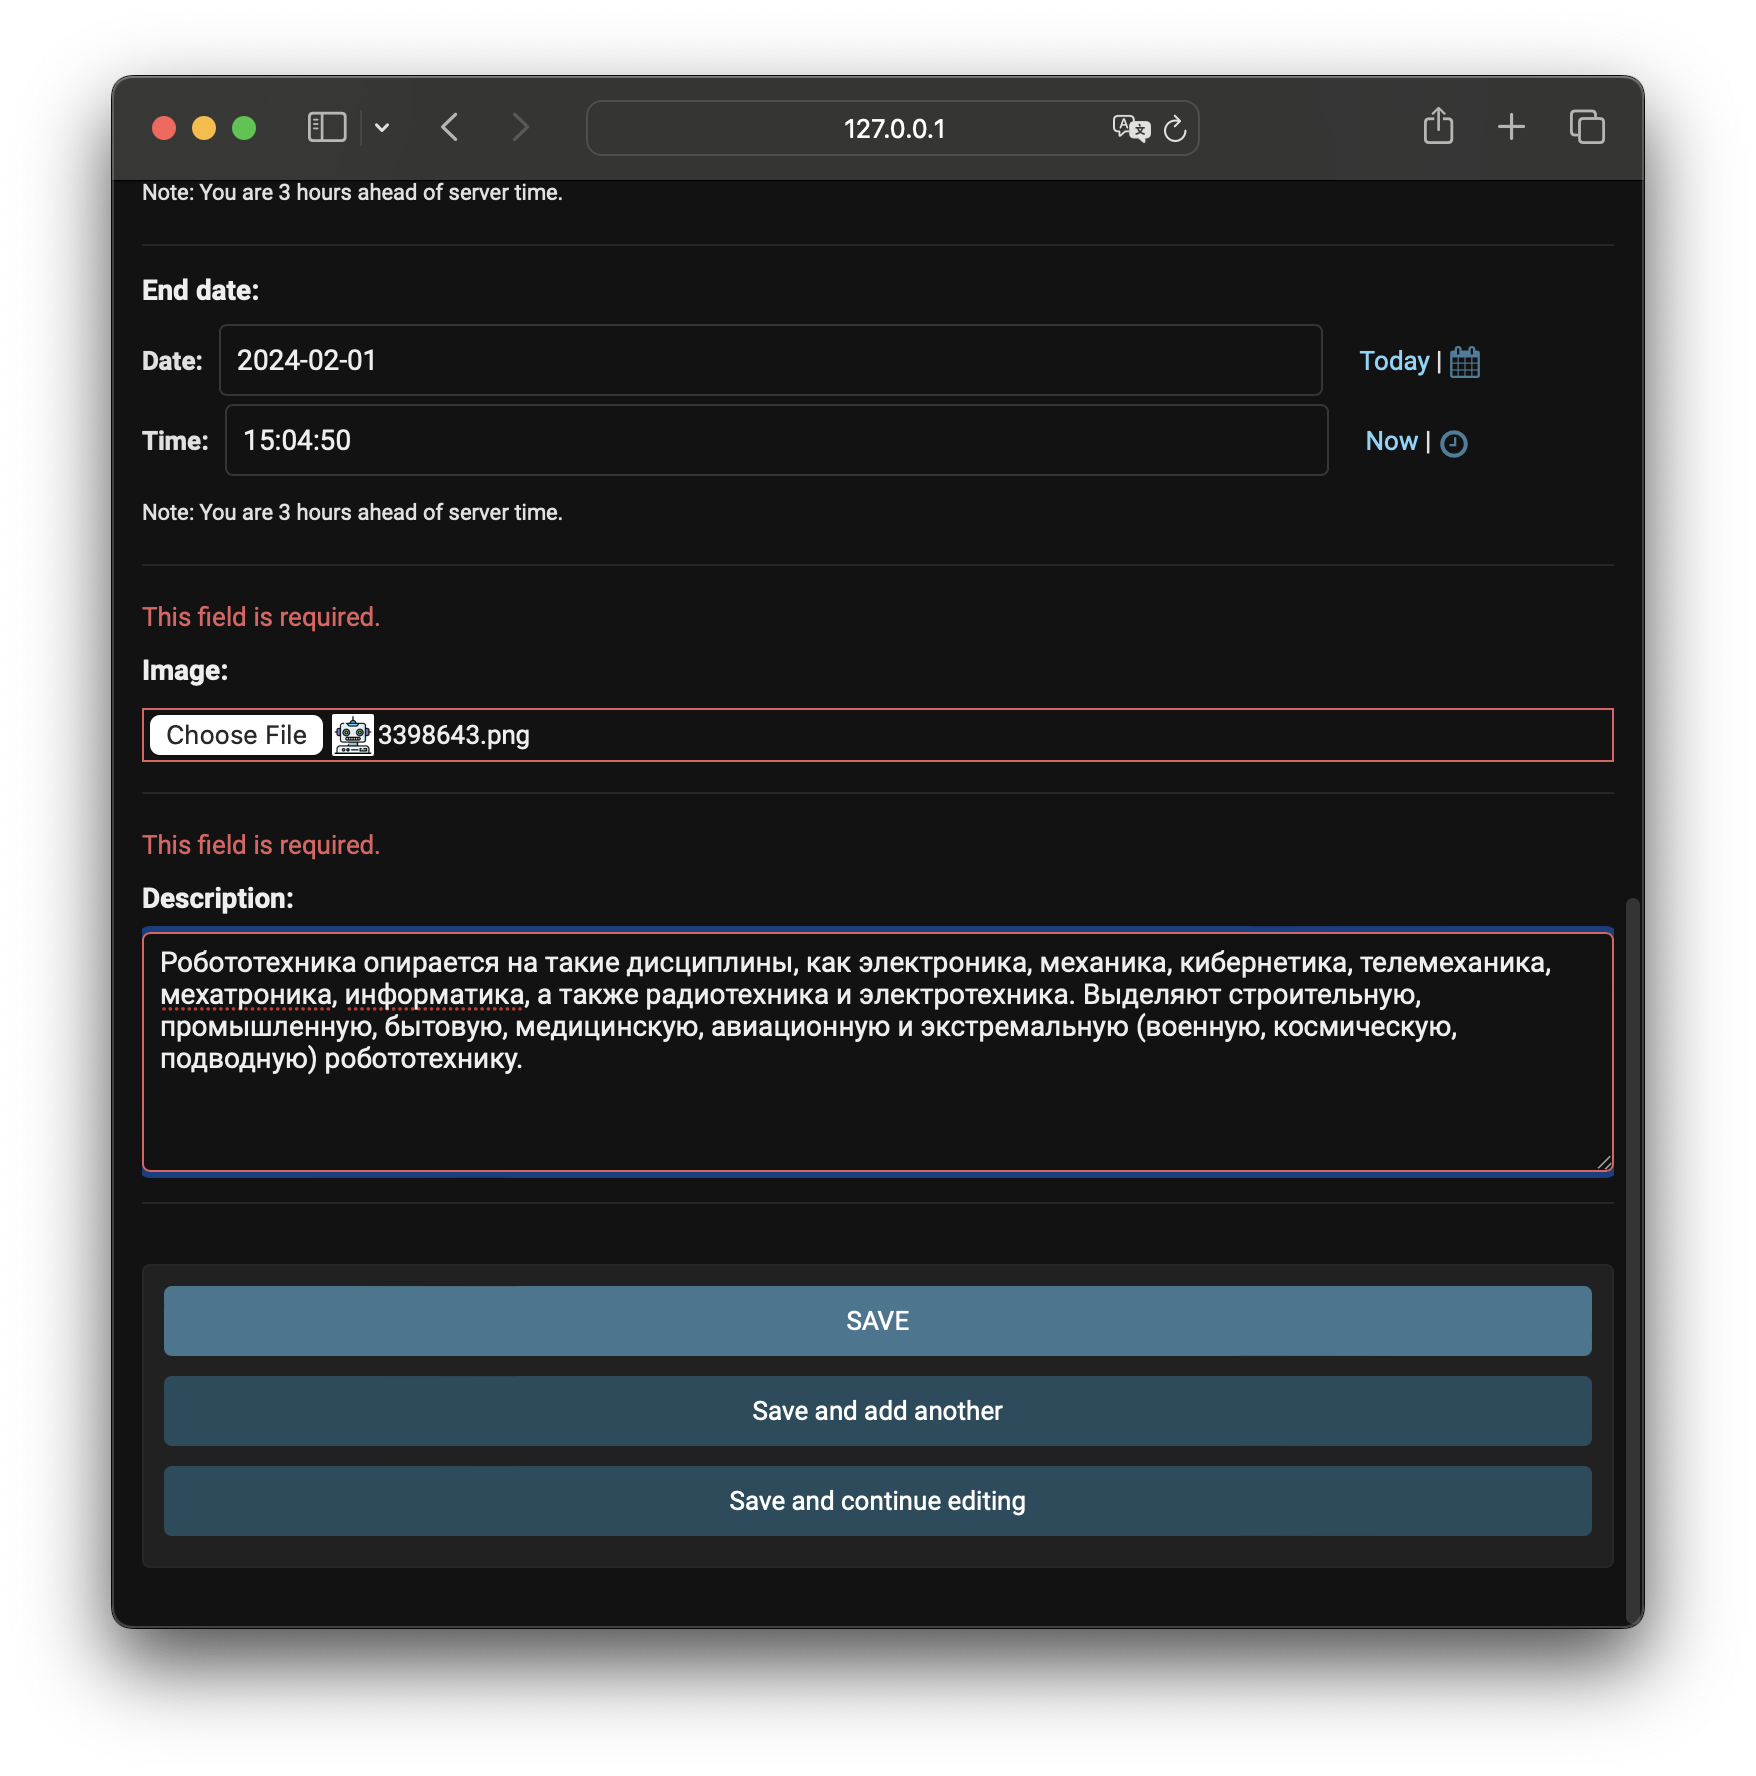 127.0.0.1
Note: You are 3 hours ahead of server time.
End date:
Date: 2024-02-01 Today |
Time: 15:04:50 Now |
Note: You are 3 hours ahead of server time.
This field is required.
Image:
Choose File 3398643.png
This field is required.
Description:
Робототехника опирается на такие дисциплины, как электроника, механика, кибернетика, телемеханика,
мехатроника, информатика, а также радиотехника и электротехника. Выделяют строительную,
промышленную, бытовую, медицинскую, авиационную и экстремальную (военную, космическую,
подводную) робототехнику.
SAVE
Save and add another
Save and continue editing